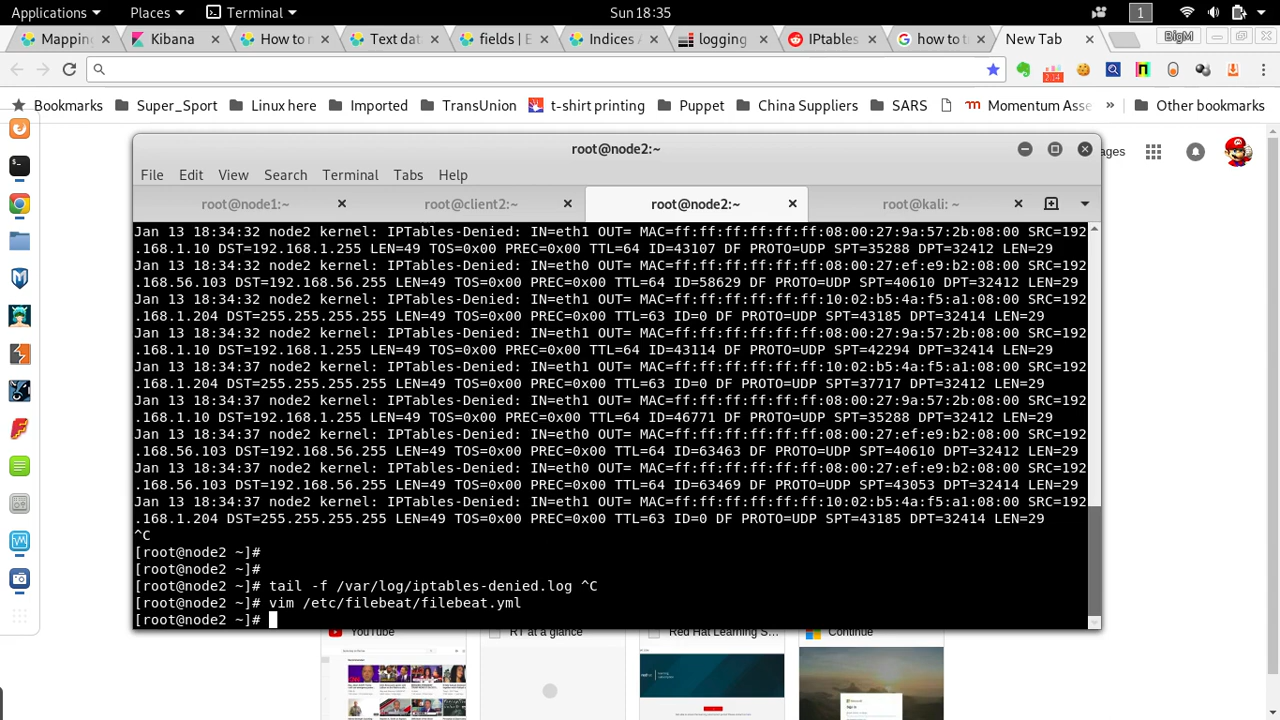 Applications Places Terminal Sun 18:35 1
Mappin Kibana How to r Text dat fields | E Indices A logging IPtables how to t New Tab BigM
2:14
Bookmarks Super_Sport Linux here Imported TransUnion t-shirt printing Puppet China Suppliers SARS Momentum Asse » Other bookmarks
ages
root@node2:~
File Edit View Search Terminal Tabs Help
root@node1:~ root@client2:~ root@node2:~ root@kali: ~
Jan 13 18:34:32 node2 kernel: IPTables-Denied: IN=eth1 OUT= MAC=ff:ff:ff:ff:ff:ff:08:00:27:9a:57:2b:08:00 SRC=192
.168.1.10 DST=192.168.1.255 LEN=49 TOS=0x00 PREC=0x00 TTL=64 ID=43107 DF PROTO=UDP SPT=35288 DPT=32412 LEN=29
Jan 13 18:34:32 node2 kernel: IPTables-Denied: IN=eth0 OUT= MAC=ff:ff:ff:ff:ff:ff:08:00:27:ef:e9:b2:08:00 SRC=192
.168.56.103 DST=192.168.56.255 LEN=49 TOS=0x00 PREC=0x00 TTL=64 ID=58629 DF PROTO=UDP SPT=40610 DPT=32412 LEN=29
Jan 13 18:34:32 node2 kernel: IPTables-Denied: IN=eth1 OUT= MAC=ff:ff:ff:ff:ff:ff:10:02:b5:4a:f5:a1:08:00 SRC=192
.168.1.204 DST=255.255.255.255 LEN=49 TOS=0x00 PREC=0x00 TTL=63 ID=0 DF PROTO=UDP SPT=43185 DPT=32414 LEN=29
Jan 13 18:34:37 node2 kernel: IPTables-Denied: IN=eth1 OUT= MAC=ff:ff:ff:ff:ff:ff:08:00:27:9a:57:2b:08:00 SRC=192
.168.1.10 DST=192.168.1.255 LEN=49 TOS=0x00 PREC=0x00 TTL=64 ID=43114 DF PROTO=UDP SPT=42294 DPT=32414 LEN=29
Jan 13 18:34:37 node2 kernel: IPTables-Denied: IN=eth1 OUT= MAC=ff:ff:ff:ff:ff:ff:10:02:b5:4a:f5:a1:08:00 SRC=192
.168.1.204 DST=255.255.255.255 LEN=49 TOS=0x00 PREC=0x00 TTL=63 ID=0 DF PROTO=UDP SPT=37717 DPT=32412 LEN=29
Jan 13 18:34:37 node2 kernel: IPTables-Denied: IN=eth1 OUT= MAC=ff:ff:ff:ff:ff:ff:08:00:27:9a:57:2b:08:00 SRC=192
.168.1.10 DST=192.168.1.255 LEN=49 TOS=0x00 PREC=0x00 TTL=64 ID=46771 DF PROTO=UDP SPT=35288 DPT=32412 LEN=29
Jan 13 18:34:37 node2 kernel: IPTables-Denied: IN=eth0 OUT= MAC=ff:ff:ff:ff:ff:ff:08:00:27:ef:e9:b2:08:00 SRC=192
.168.56.103 DST=192.168.56.255 LEN=49 TOS=0x00 PREC=0x00 TTL=64 ID=62963 DF PROTO=UDP SPT=40610 DPT=32412 LEN=29
Jan 13 18:34:37 node2 kernel: IPTables-Denied: IN=eth0 OUT= MAC=ff:ff:ff:ff:ff:ff:08:00:27:ef:e9:b2:08:00 SRC=192
.168.56.103 DST=192.168.56.255 LEN=49 TOS=0x00 PREC=0x00 TTL=64 ID=63469 DF PROTO=UDP SPT=43053 DPT=32414 LEN=29
Jan 13 18:34:37 node2 kernel: IPTables-Denied: IN=eth1 OUT= MAC=ff:ff:ff:ff:ff:ff:10:02:b5:4a:f5:a1:08:00 SRC=192
.168.1.204 DST=255.255.255.255 LEN=49 TOS=0x00 PREC=0x00 TTL=63 ID=0 DF PROTO=UDP SPT=43185 DPT=32414 LEN=29
^C
[root@node2 ~]#
[root@node2 ~]#
[root@node2 ~]# tail -f /var/log/iptables-denied.log ^C
[root@node2 ~]# vim /etc/filebeat/filebeat.yml
[root@node2 ~]#
YouTube RT at a glance Red Hat Learning S... Continue